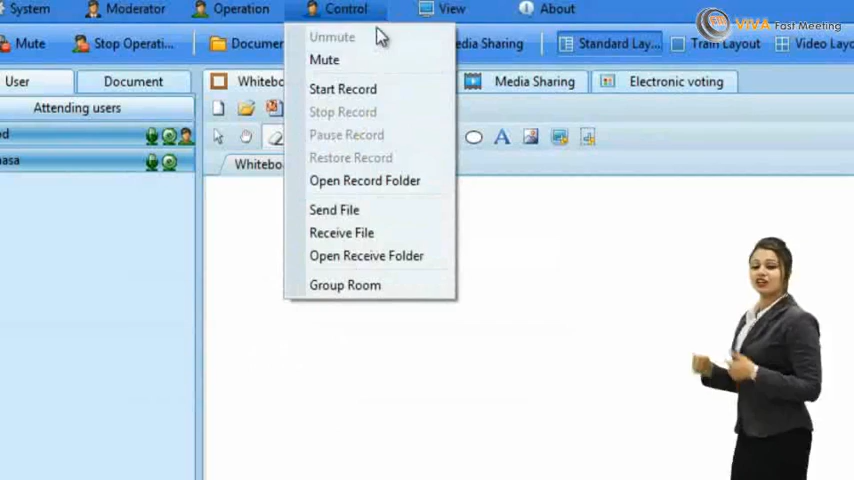 System Moderator Operation Control View About
VIVA Fast Meeting
Mute Stop Operati... Docume Media Sharing Standard Lay... Train Layout Video Layo
User Document Whitebo Media Sharing Electronic voting
Attending users
Whitebo
Unmute
Mute
Start Record
Stop Record
Pause Record
Restore Record
Open Record Folder
Send File
Receive File
Open Receive Folder
Group Room